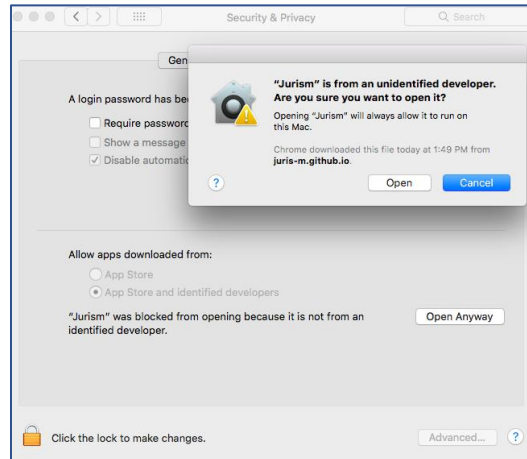 Security & Privacy
Search
Gen
"Jurism" is from an unidentified developer.
Are you sure you want to open it?
Opening "Jurism" will always allow it to run on
this Mac.
Chrome downloaded this file today at 1:49 PM from
juris-m.github.io.
?
Open
Cancel
A login password has bee
Require password
Show a message
Disable automatic
Allow apps downloaded from:
App Store
App Store and identified developers
"Jurism" was blocked from opening because it is not from an
identified developer.
Open Anyway
Click the lock to make changes.
Advanced...
?